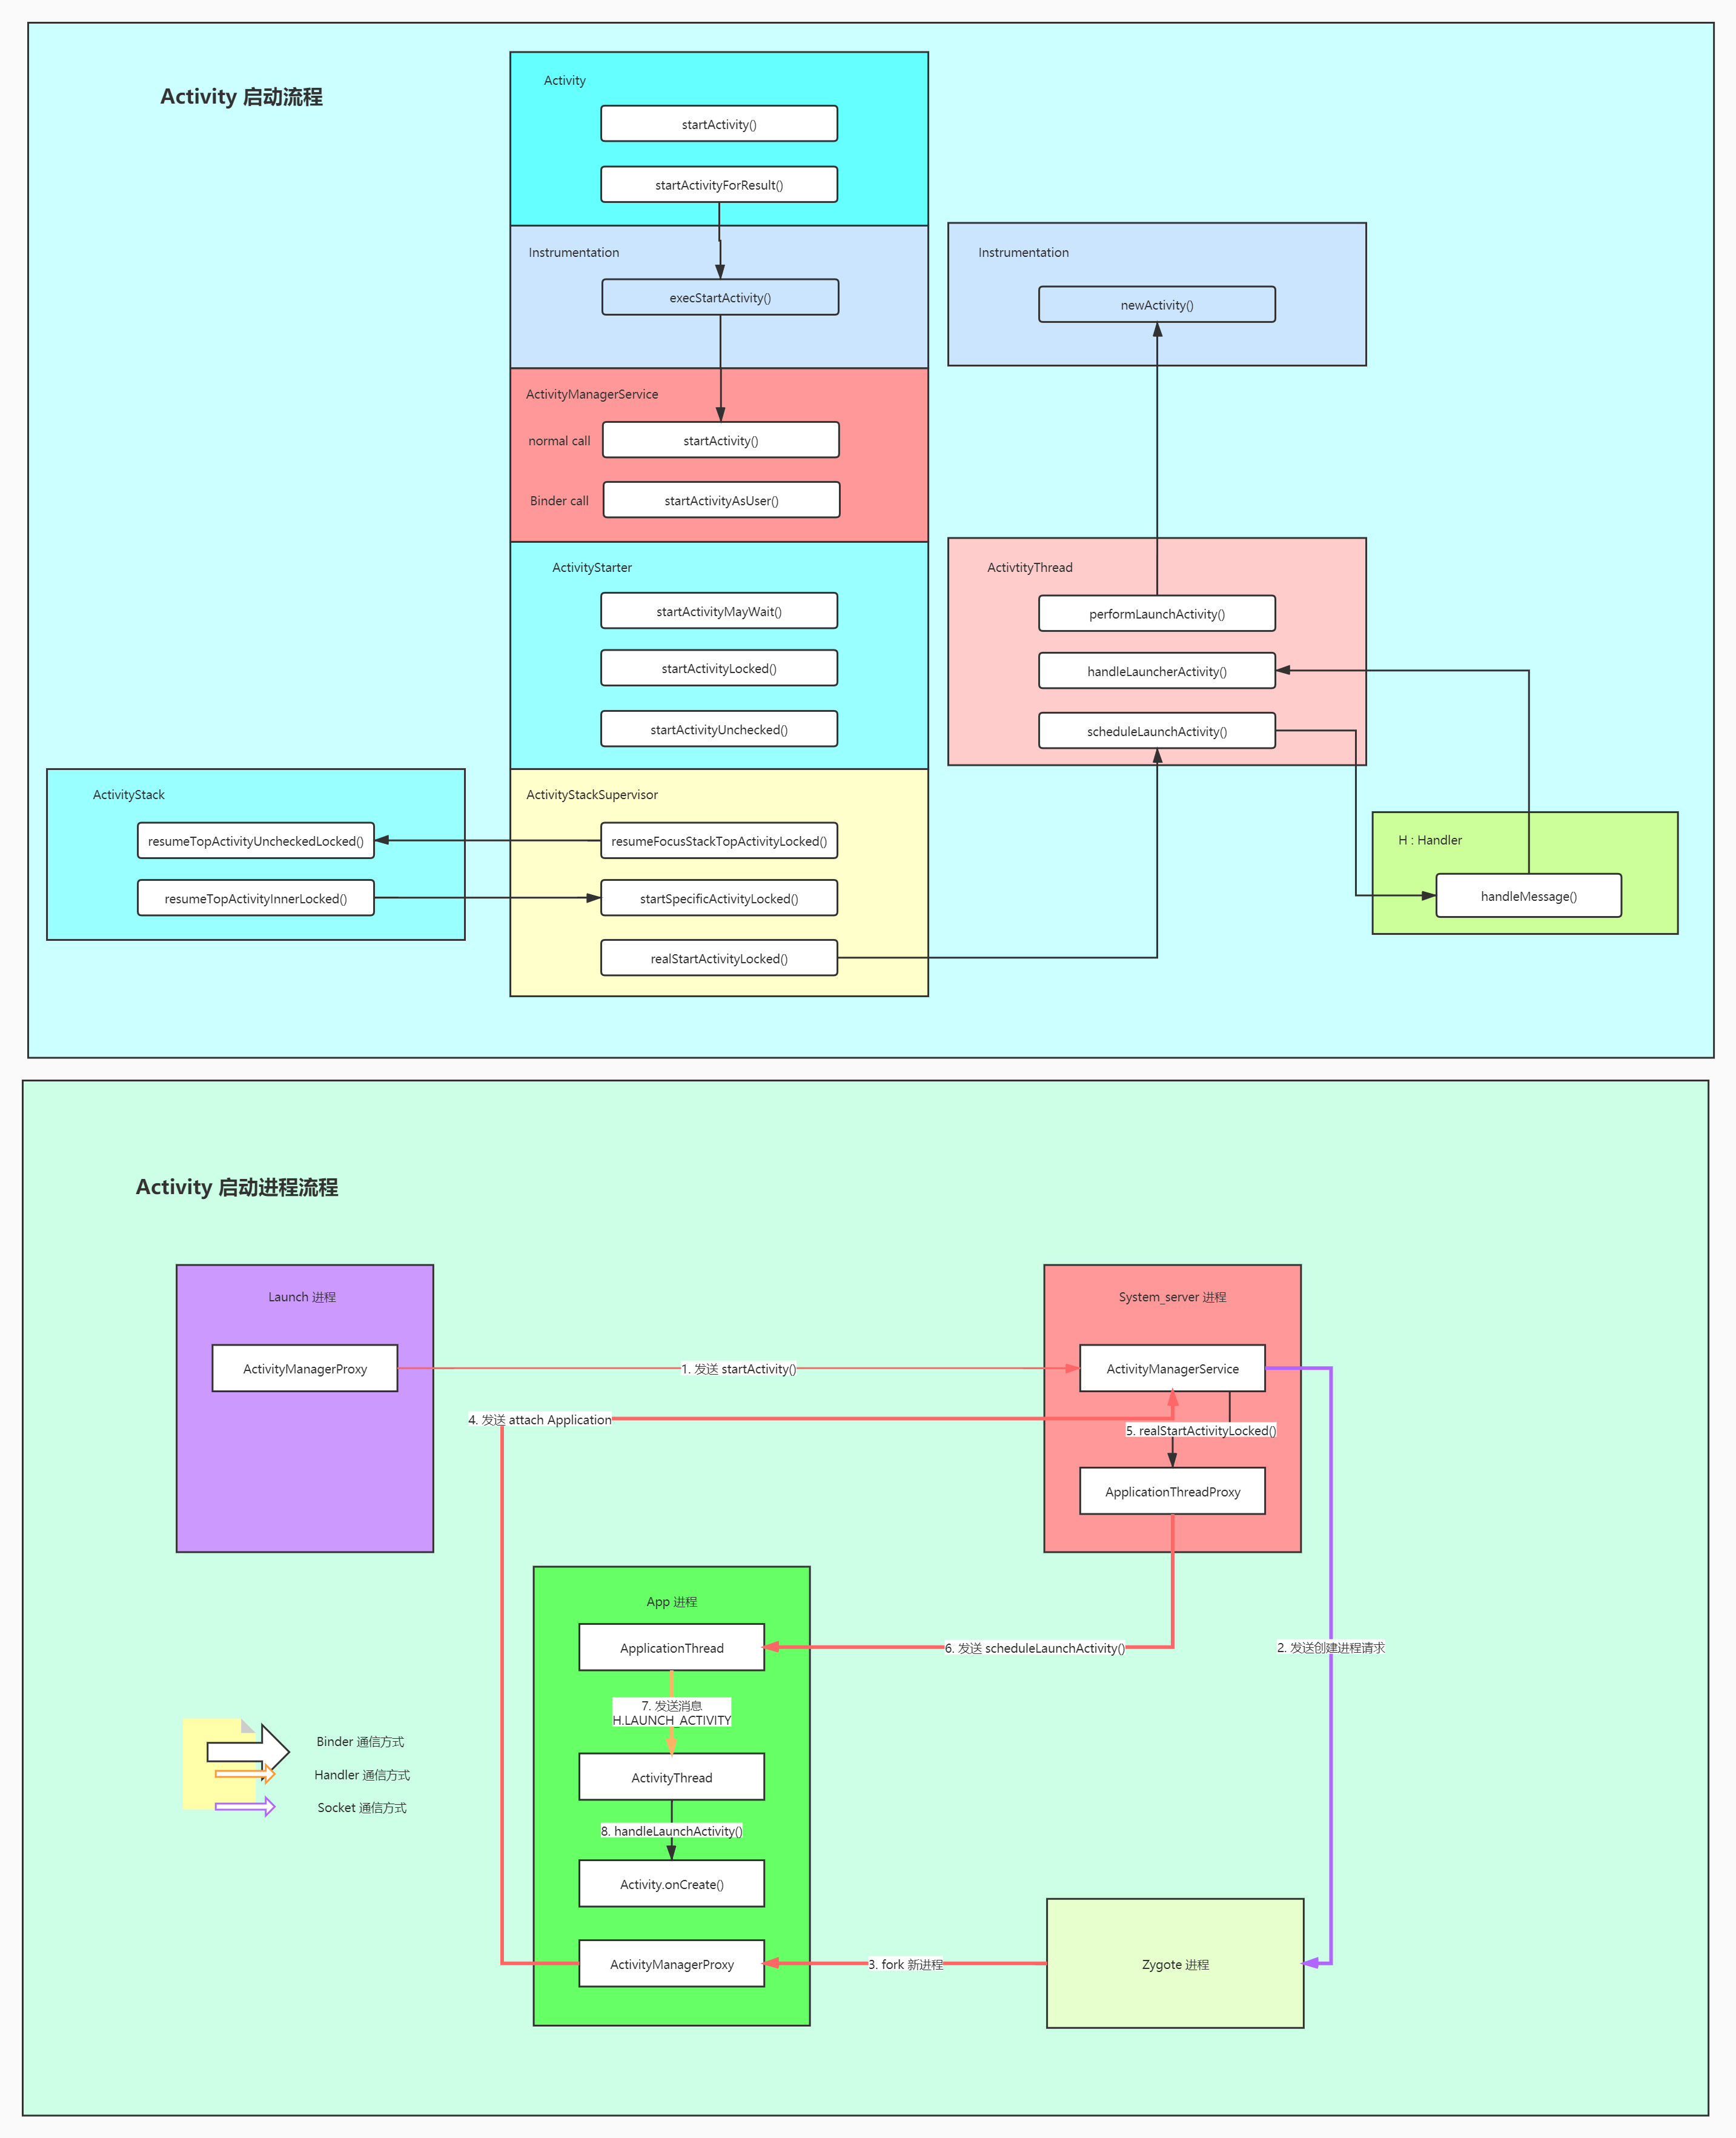 Activity 启动流程
Activity
startActivity()
startActivityForResult()
Instrumentation
execStartActivity()
Instrumentation
newActivity()
ActivityManagerService
normal call
startActivity()
Binder call
startActivityAsUser()
ActivityStarter
startActivityMayWait()
startActivityLocked()
startActivityUnchecked()
ActivtityThread
performLaunchActivity()
handleLauncherActivity()
scheduleLaunchActivity()
ActivityStack
resumeTopActivityUncheckedLocked()
resumeTopActivityInnerLocked()
ActivityStackSupervisor
resumeFocusStackTopActivityLocked()
startSpecificActivityLocked()
realStartActivityLocked()
H : Handler
handleMessage()
Activity 启动进程流程
Launch 进程
ActivityManagerProxy
1. 发送 startActivity()
System_server 进程
ActivityManagerService
4. 发送 attach Application
5. realStartActivityLocked()
ApplicationThreadProxy
App 进程
ApplicationThread
6. 发送 scheduleLaunchActivity()
2. 发送创建进程请求
7. 发送消息
H.LAUNCH_ACTIVITY
Binder 通信方式
Handler 通信方式
Socket 通信方式
ActivityThread
8. handleLaunchActivity()
Activity.onCreate()
ActivityManagerProxy
3. fork 新进程
Zygote 进程